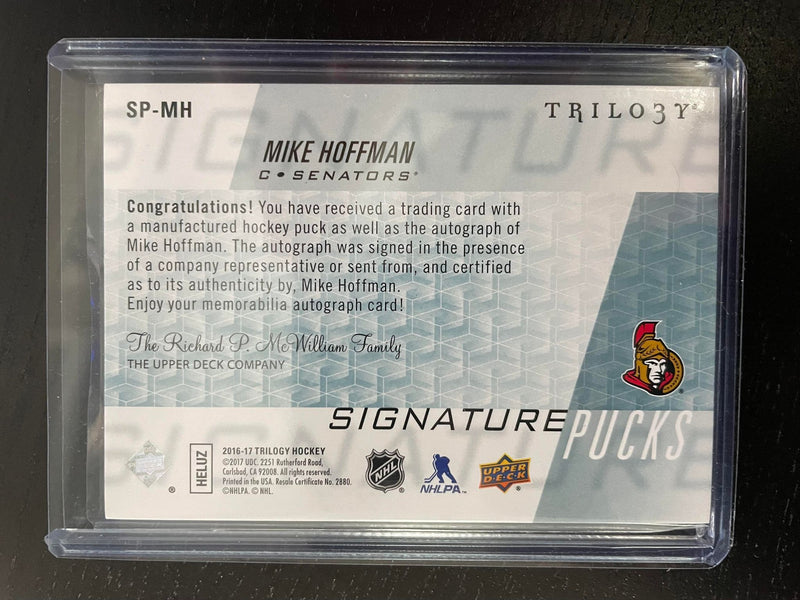 SP-MH
TRILO3Y
MIKE HOFFMAN
C • SENATORS®
Congratulations! You have received a trading card with
a manufactured hockey puck as well as the autograph of
Mike Hoffman. The autograph was signed in the presence
of a company representative or sent from, and certified
as to its authenticity by, Mike Hoffman.
Enjoy your memorabilia autograph card!
The Richard P. McWilliam Family
THE UPPER DECK COMPANY
SIGNATURE PUCKS
HELUZ
2016-17 TRILOGY HOCKEY
©2017 UDC. 2251 Rutherford Road,
Carlsbad, CA 92008. All rights reserved.
Printed in the USA. Resale Certificate No. 2880.
©NHLPA. © NHL.
NHL
NHLPA™
UPPER
DECK
SIGNATURE
SIGNATURE